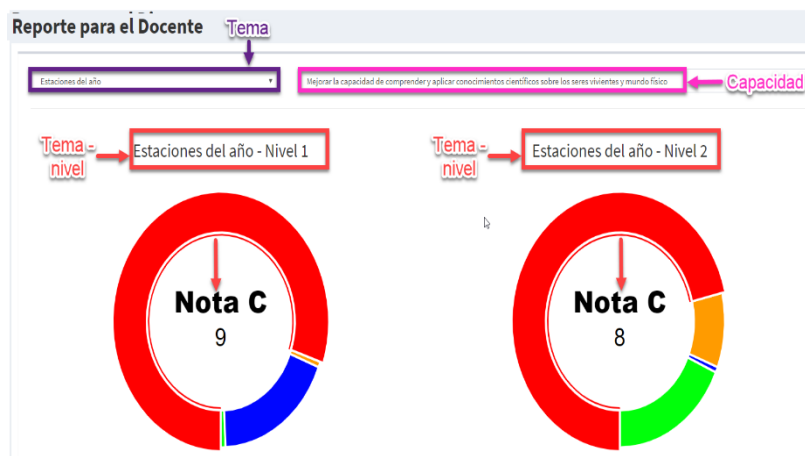 Reporte para el Docente
Tema
Estaciones del año
Mejorar la capacidad de comprender y aplicar conocimientos científicos sobre los seres vivientes y mundo físico
Capacidad
Tema - nivel
Estaciones del año - Nivel 1
Tema - nivel
Estaciones del año - Nivel 2
Nota C
9
Nota C
8